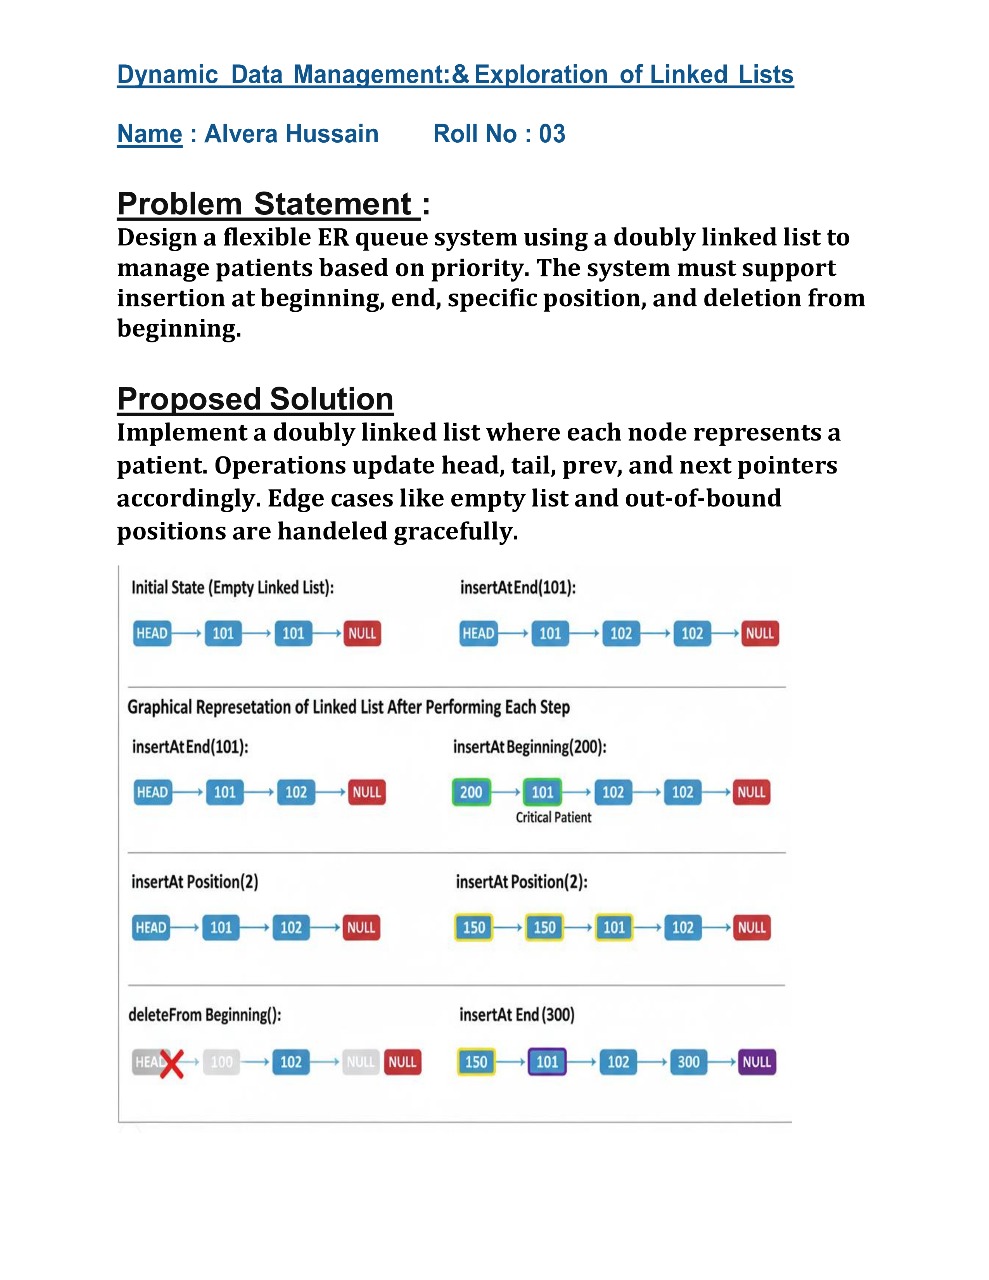 Dynamic Data Management:& Exploration of Linked Lists
Name : Alvera Hussain Roll No : 03
Problem Statement :
Design a flexible ER queue system using a doubly linked list to
manage patients based on priority. The system must support
insertion at beginning, end, specific position, and deletion from
beginning.
Proposed Solution
Implement a doubly linked list where each node represents a
patient. Operations update head, tail, prev, and next pointers
accordingly. Edge cases like empty list and out-of-bound
positions are handeled gracefully.
Initial State (Empty Linked List):
HEAD 101 101 NULL
insertAtEnd(101):
HEAD 101 102 102 NULL
Graphical Represetation of Linked List After Performing Each Step
insertAtEnd(101):
HEAD 101 102 NULL
insertAtBeginning(200):
200 101 102 102 NULL
Critical Patient
insertAt Position(2)
HEAD 101 102 NULL
insertAt Position(2):
150 150 101 102 NULL
deleteFrom Beginning():
HEAD 100 102 NULL NULL
insertAt End (300)
150 101 102 300 NULL